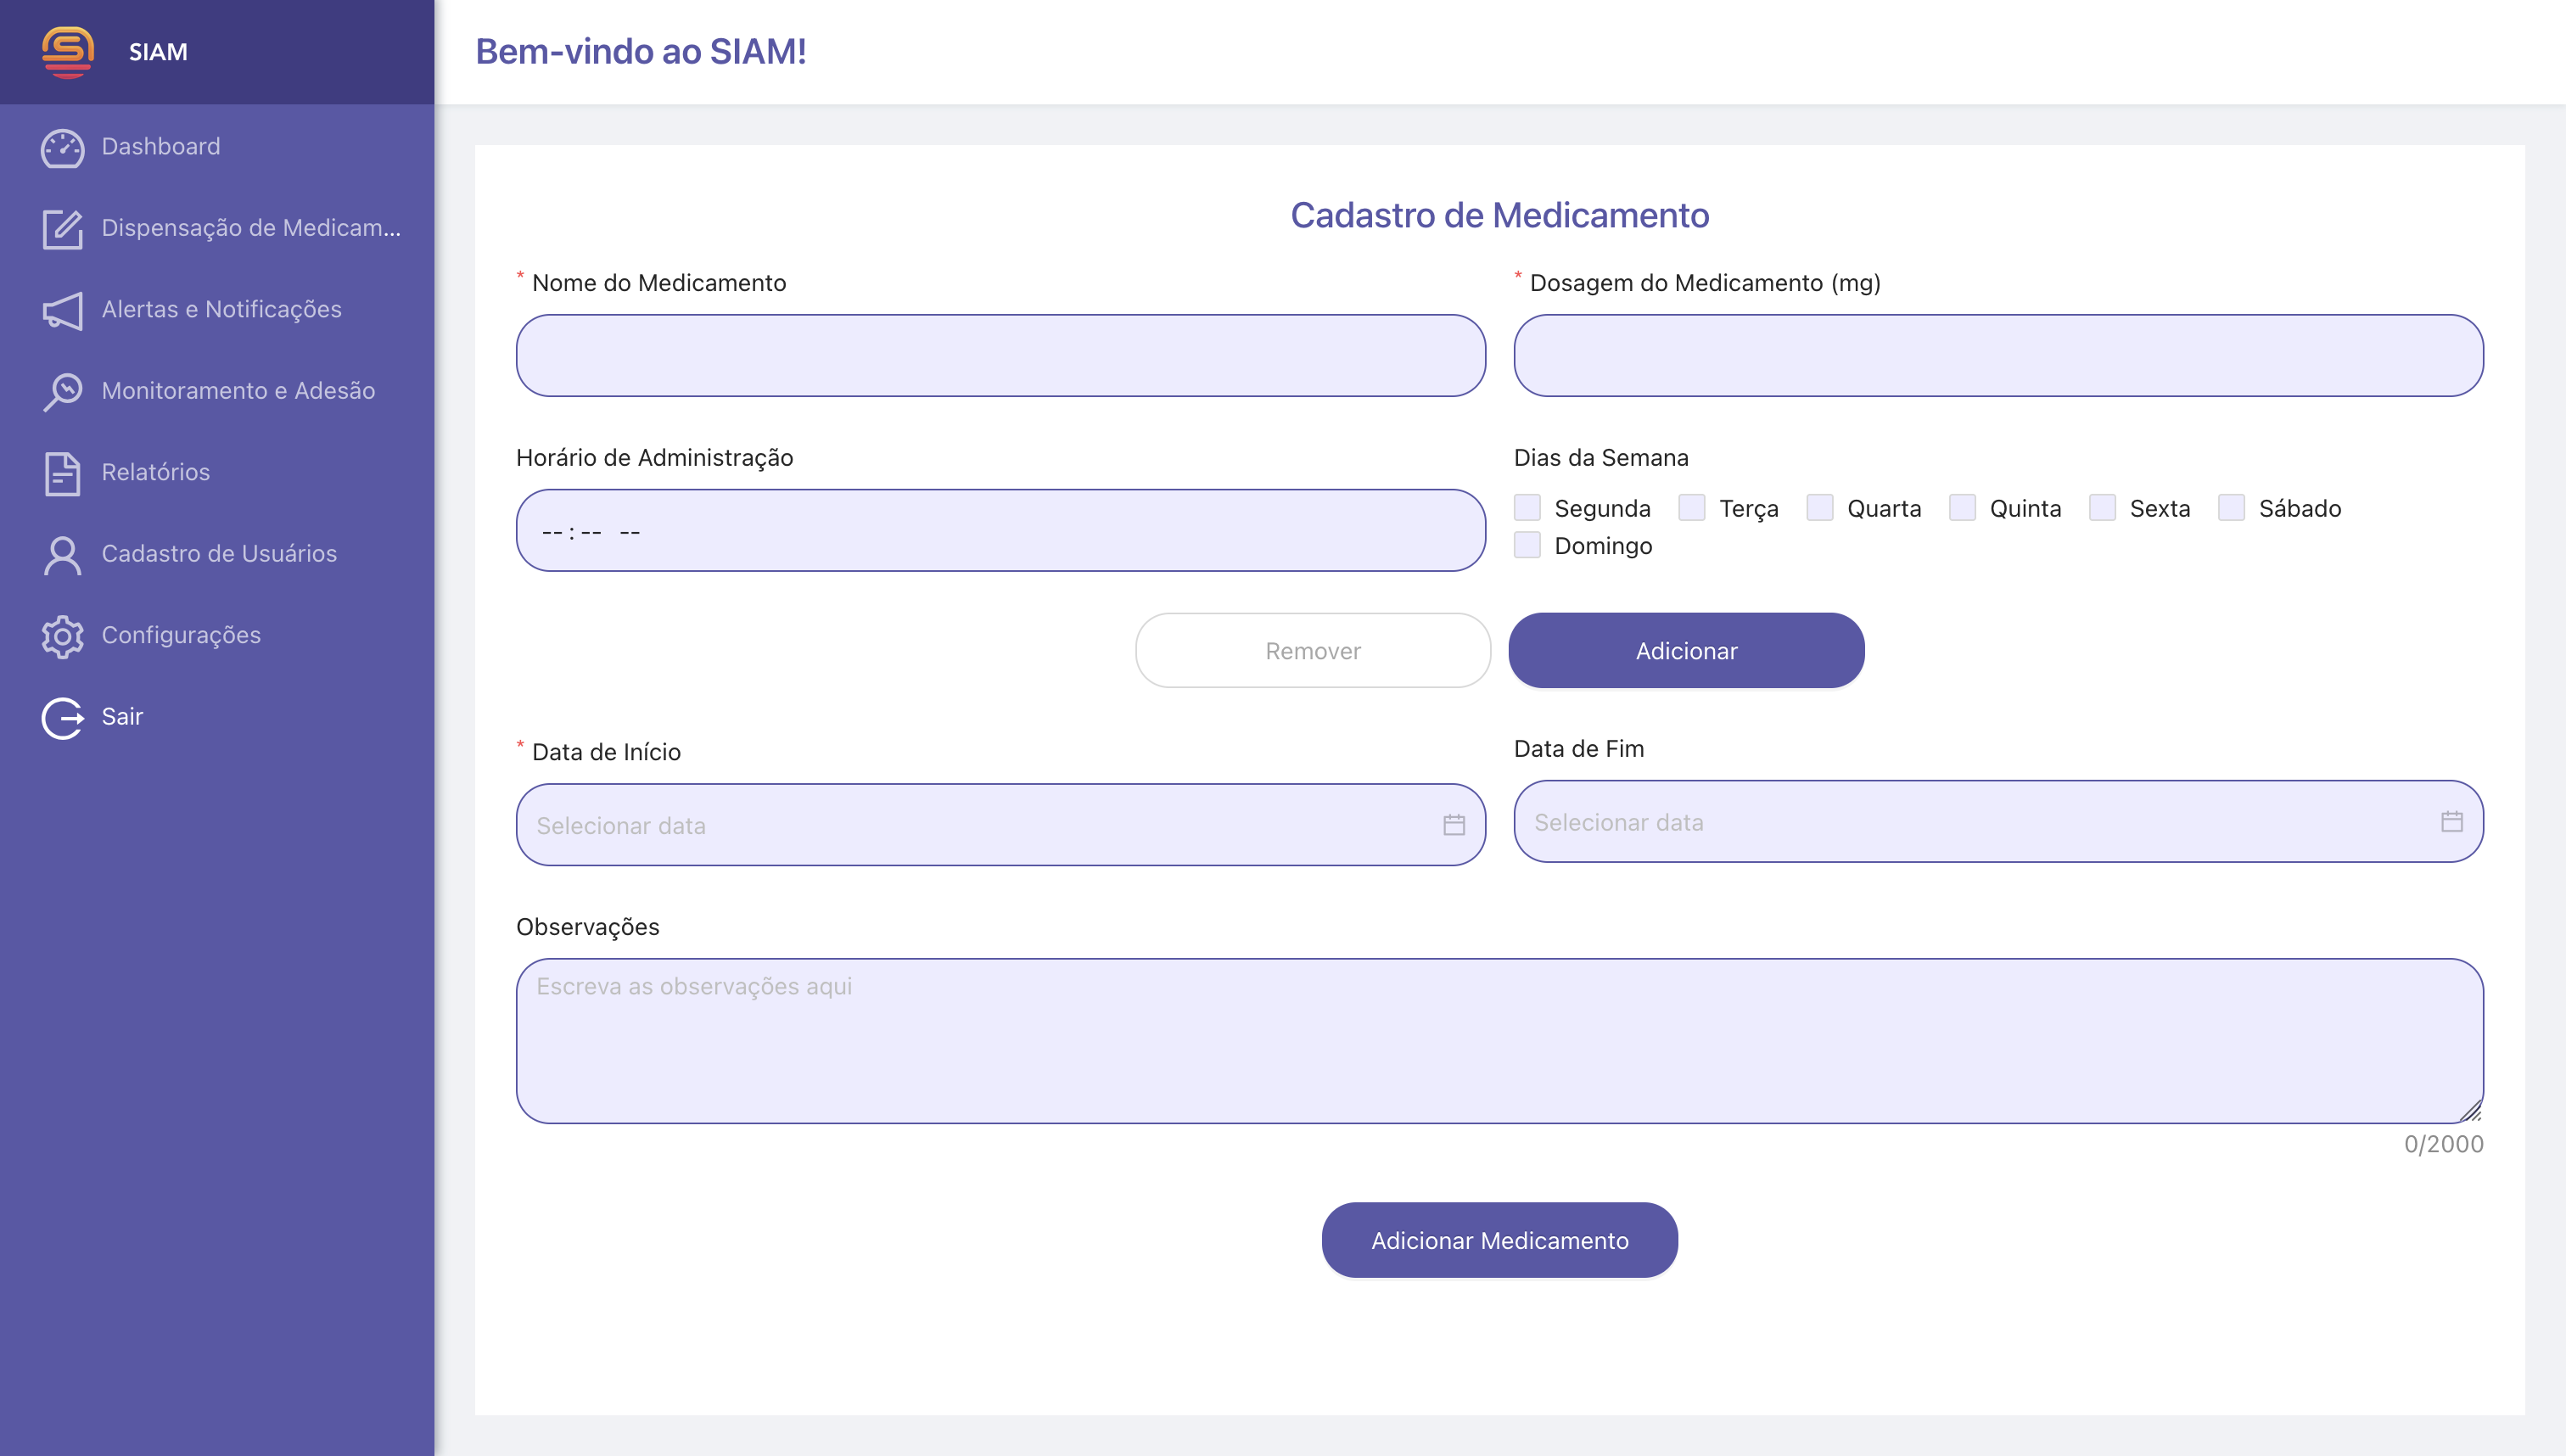 SIAM
Bem-vindo ao SIAM!
Dashboard
Dispensação de Medicam...
Alertas e Notificações
Monitoramento e Adesão
Relatórios
Cadastro de Usuários
Configurações
Sair
Cadastro de Medicamento
* Nome do Medicamento
* Dosagem do Medicamento (mg)
Horário de Administração
--:-- --
Dias da Semana
Segunda Terça Quarta Quinta Sexta Sábado
Domingo
Remover Adicionar
* Data de Início
Selecionar data
Data de Fim
Selecionar data
Observações
Escreva as observações aqui
0/2000
Adicionar Medicamento